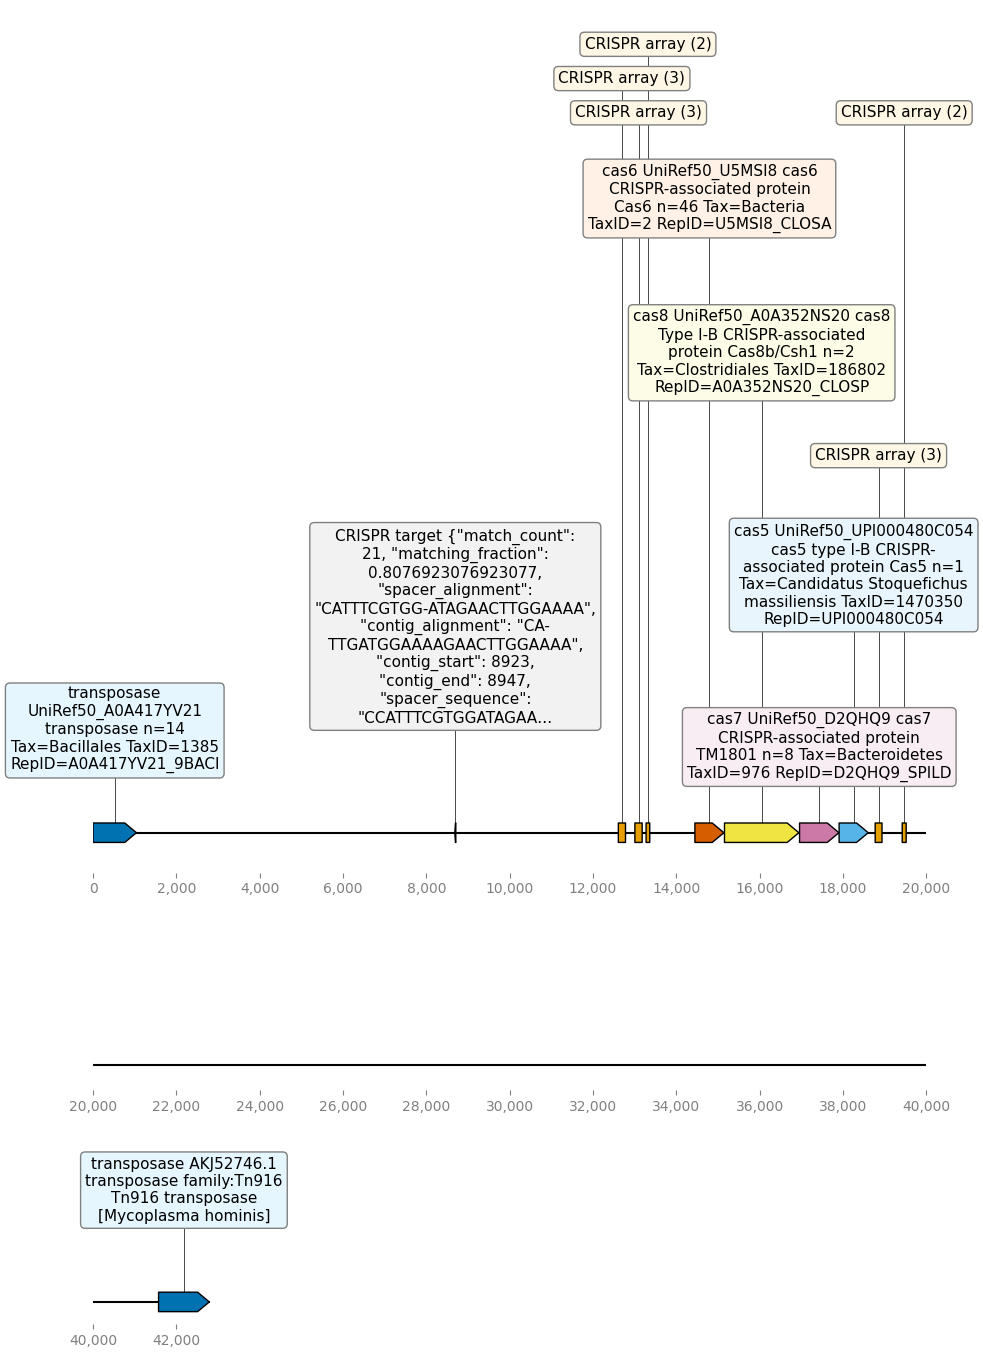 CRISPR array (2)
CRISPR array (3)
CRISPR array (3)
CRISPR array (2)
cas6 UniRef50_U5MSI8 cas6
CRISPR-associated protein
Cas6 n=46 Tax=Bacteria
TaxID=2 RepID=U5MSI8_CLOSA
cas8 UniRef50_A0A352NS20 cas8
Type I-B CRISPR-associated
protein Cas8b/Csh1 n=2
Tax=Clostridiales TaxID=186802
RepID=A0A352NS20_CLOSP
CRISPR array (3)
CRISPR target {"match_count":
21, "matching_fraction":
0.8076923076923077,
"spacer_alignment":
"CATTTCGTGG-ATAGAACTTGGAAAA",
"contig_alignment": "CA-
TTGATGGAAAAGAACTTGGAAAA",
"contig_start": 8923,
"contig_end": 8947,
"spacer_sequence":
"CCATTTCGTGGATAGAA...
cas5 UniRef50_UPI000480C054
cas5 type I-B CRISPR-
associated protein Cas5 n=1
Tax=Candidatus Stoquefichus
massiliensis TaxID=1470350
RepID=UPI000480C054
transposase
UniRef50_A0A417YV21
transposase n=14
Tax=Bacillales TaxID=1385
RepID=A0A417YV21_9BACI
cas7 UniRef50_D2QHQ9 cas7
CRISPR-associated protein
TM1801 n=8 Tax=Bacteroidetes
TaxID=976 RepID=D2QHQ9_SPILD
0 2,000 4,000 6,000 8,000 10,000 12,000 14,000 16,000 18,000 20,000
20,000 22,000 24,000 26,000 28,000 30,000 32,000 34,000 36,000 38,000 40,000
transposase AKJ52746.1
transposase family:Tn916
Tn916 transposase
[Mycoplasma hominis]
40,000 42,000